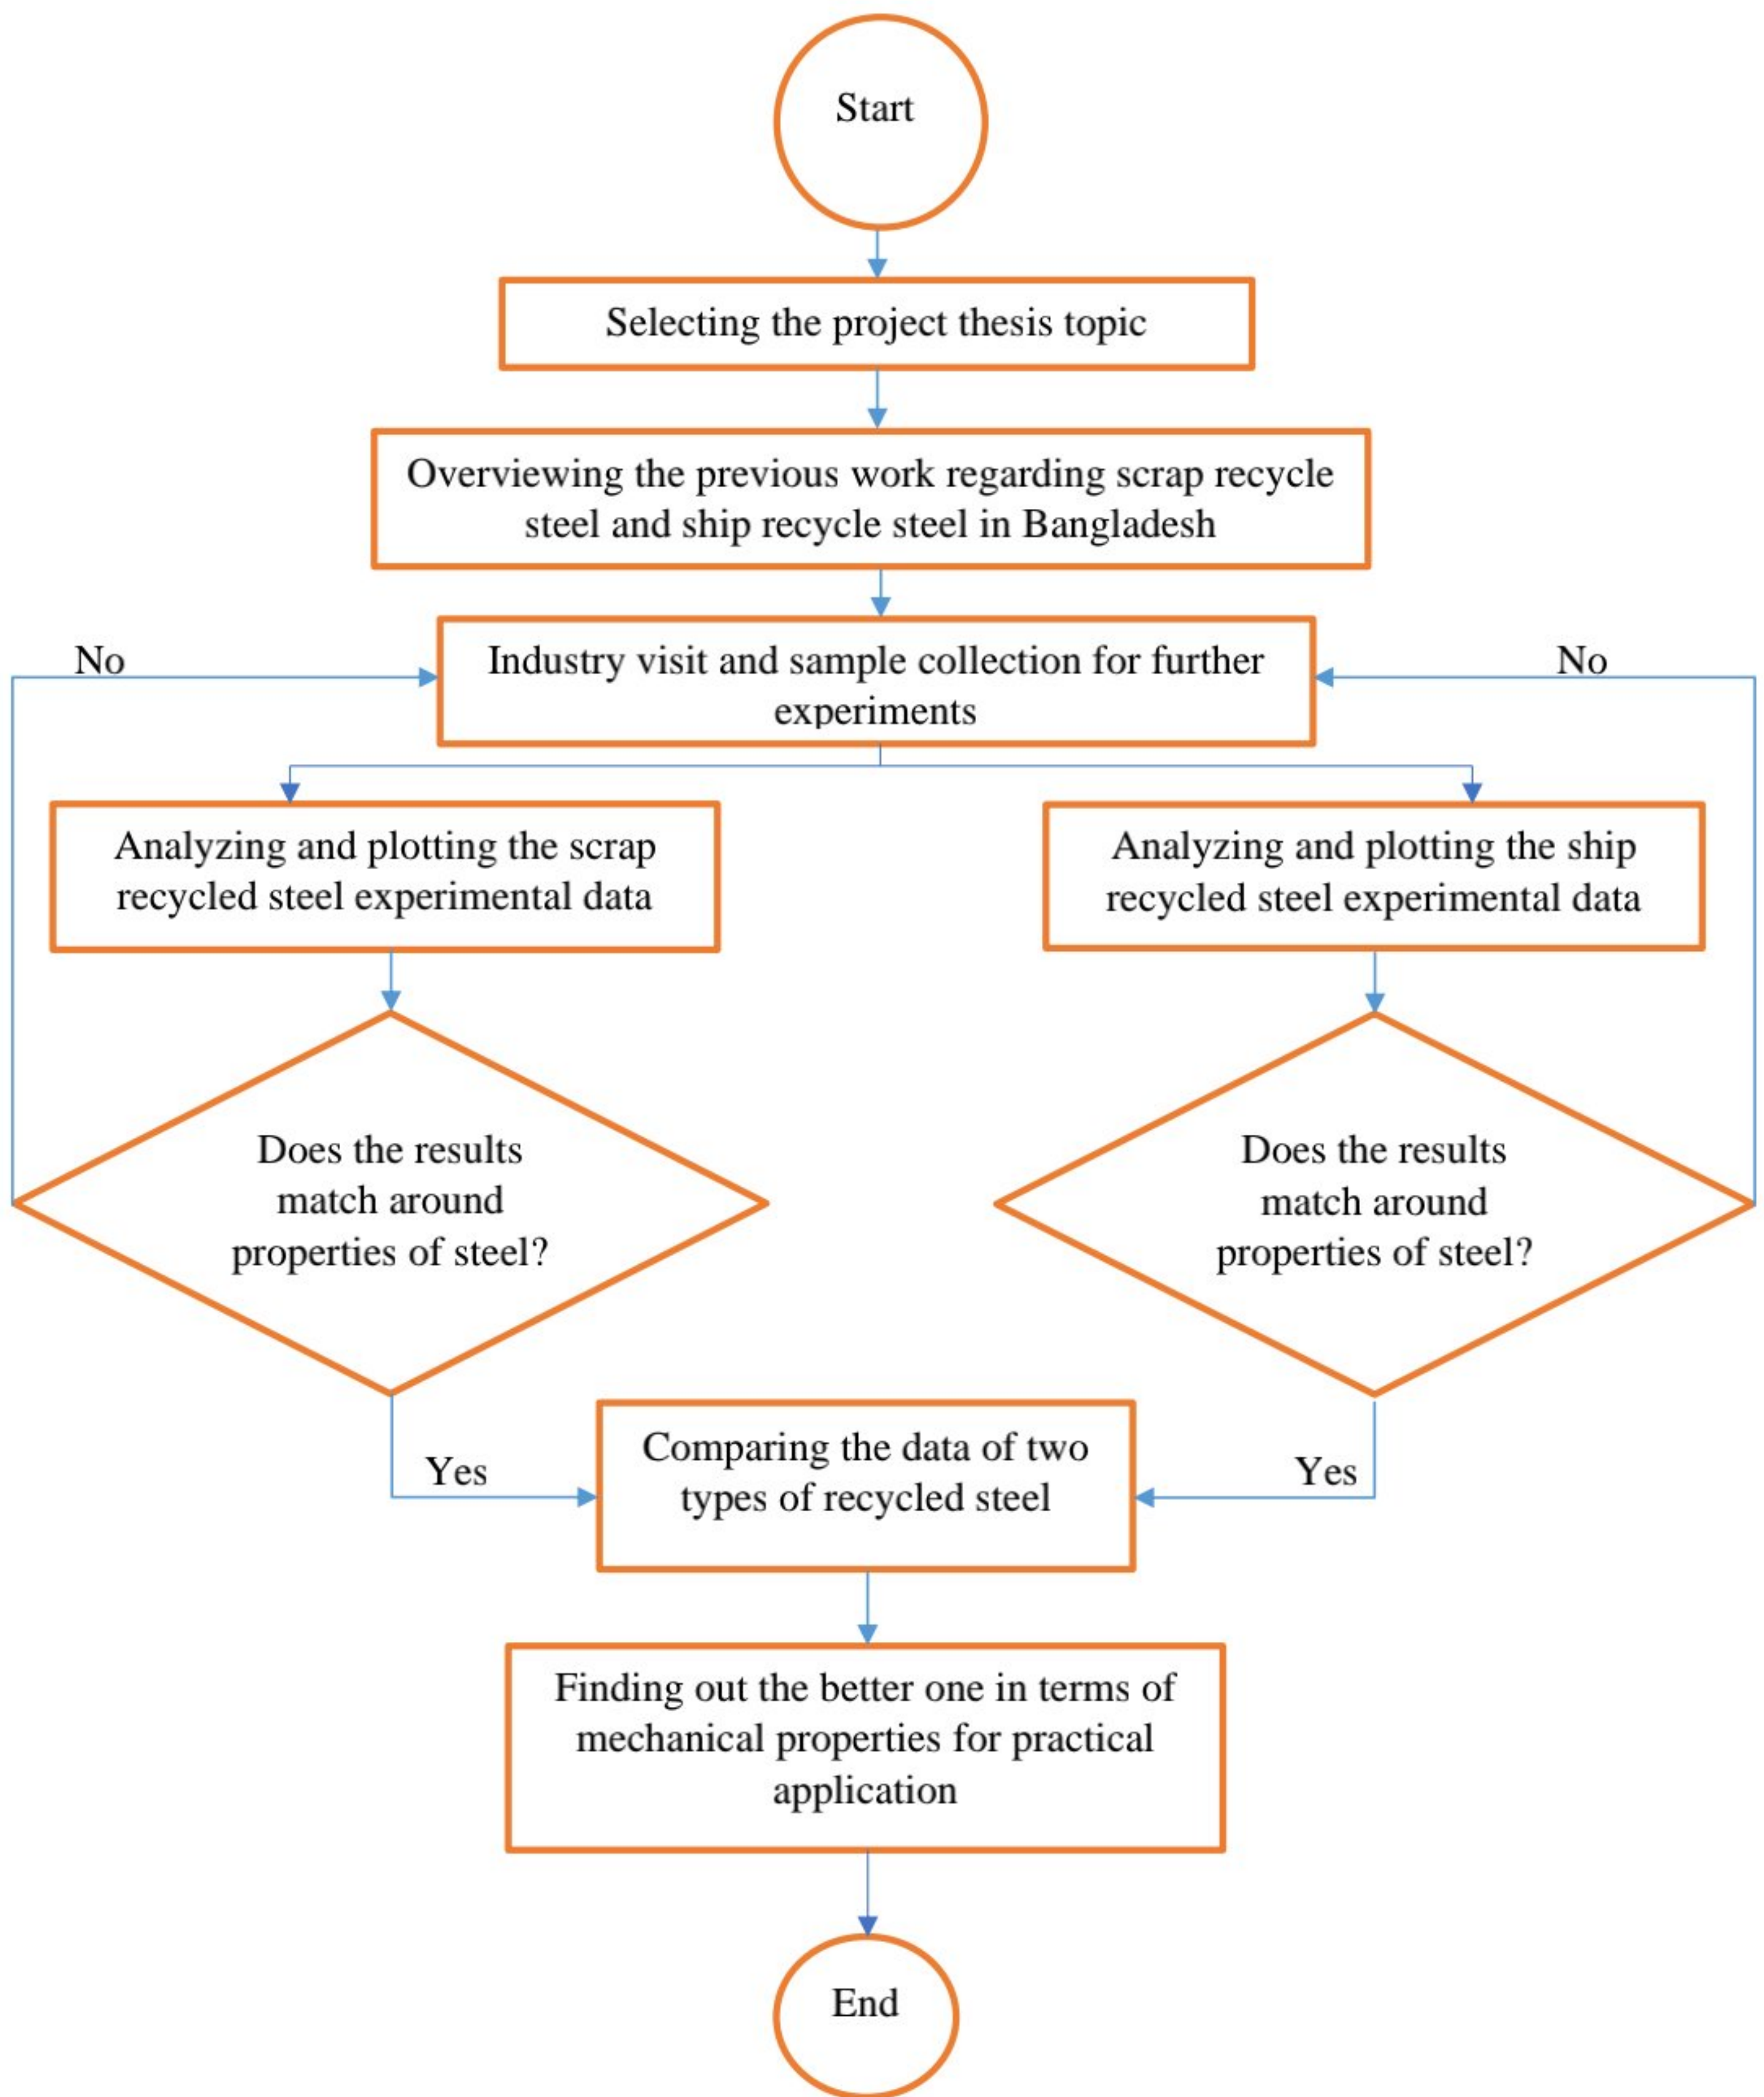 Start
Selecting the project thesis topic
Overviewing the previous work regarding scrap recycle
steel and ship recycle steel in Bangladesh
No
Industry visit and sample collection for further
experiments
No
Analyzing and plotting the scrap
recycled steel experimental data
Analyzing and plotting the ship
recycled steel experimental data
Does the results
match around
properties of steel?
Does the results
match around
properties of steel?
Yes
Comparing the data of two
types of recycled steel
Yes
Finding out the better one in terms of
mechanical properties for practical
application
End